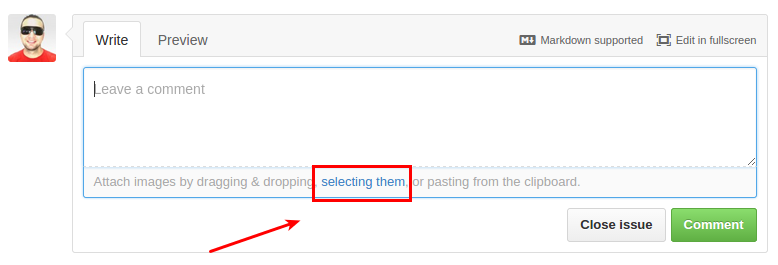 Write Preview Markdown supported Edit in fullscreen
Leave a comment
Attach images by dragging & dropping, selecting them, or pasting from the clipboard.
Close issue Comment